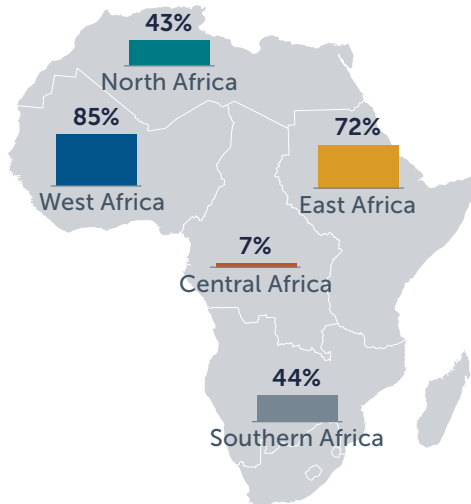 43%
North Africa
85%
West Africa
72%
East Africa
7%
Central Africa
44%
Southern Africa